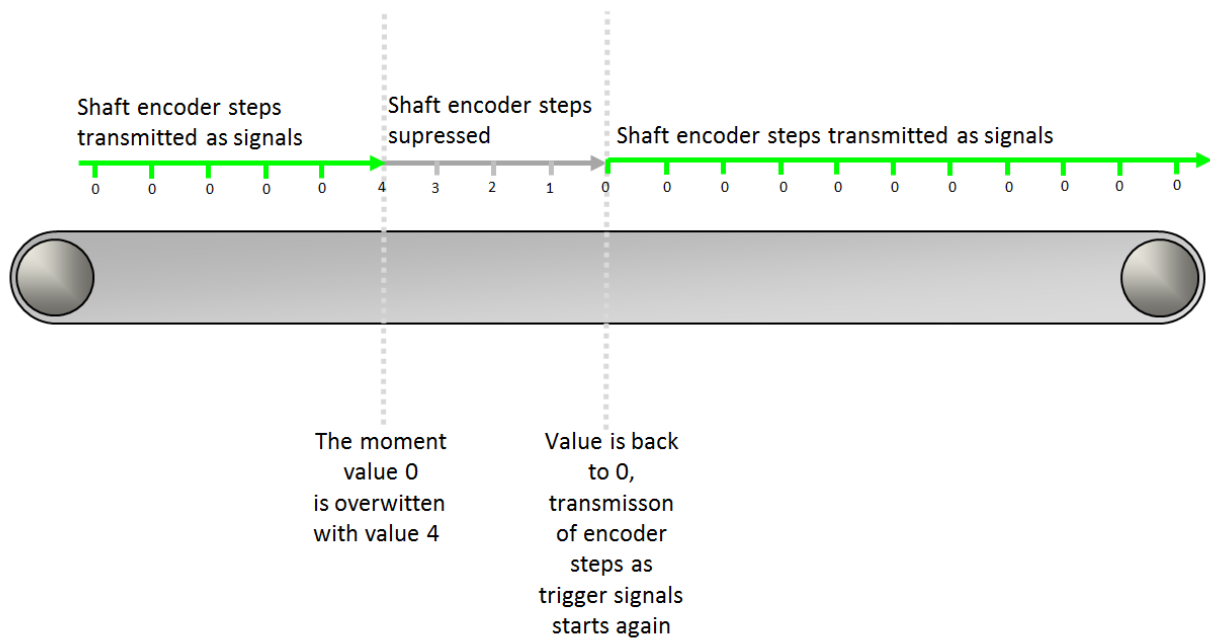 Shaft encoder steps
transmitted as signals
Shaft encoder steps
supressed
Shaft encoder steps transmitted as signals
0 0 0 0 0 4 3 2 1 0 0 0 0 0 0 0 0 0 0 0
The moment
value 0
is overwitten
with value 4
Value is back
to 0,
transmisson
of encoder
steps as
trigger signals
starts again